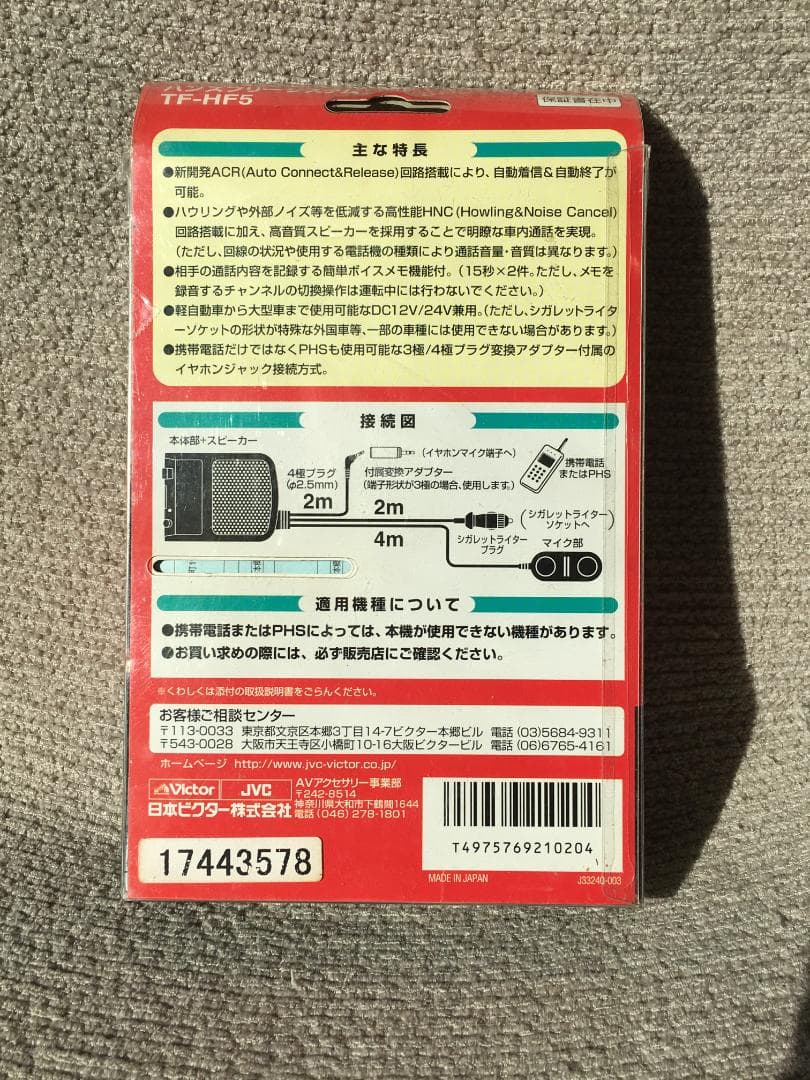 TF-HF5
保証書在中
主な特長
●新開発ACR(Auto Connect&Release)回路搭載により、自動着信&自動終了が
可能。
●ハウリングや外部ノイズ等を低減する高性能HNC(Howling&Noise Cancel)
回路搭載に加え、高音質スピーカーを採用することで明瞭な車内通話を実現。
(ただし、回線の状況や使用する電話機の種類により通話音量・音質は異なります。)
●相手の通話内容を記録する簡単ボイスメモ機能付。(15秒×2件。ただし、メモを
録音するチャンネルの切換操作は運転中には行わないでください。)
●軽自動車から大型車まで使用可能なDC12V/24V兼用。(ただし、シガレットライタ
ーソケットの形状が特殊な外国車等、一部の車種には使用できない場合があります。)
●携帯電話だけではなくPHSも使用可能な3極/4極プラグ変換アダプター付属の
イヤホンジャック接続方式。
接続図
本体部+スピーカー
4極プラグ
(φ2.5mm)
2m
(イヤホンマイク端子へ)
付属変換アダプター
(端子形状が3極の場合、使用します。)
携帯電話
またはPHS
2m
4m
シガレットライター
プラグ
(シガレットライター
ソケットへ)
マイク部
適用機種について
●携帯電話またはPHSによっては、本機が使用できない機種があります。
●お買い求めの際には、必ず販売店にご確認ください。
※くわしくは添付の取扱説明書をごらんください。
お客様ご相談センター
〒113-0033 東京都文京区本郷3丁目14-7ビクター本郷ビル 電話 (03)5684-9311
〒543-0028 大阪市天王寺区小橋町10-16大阪ビクタービル 電話 (06)6765-4161
ホームページ http://www.jvc-victor.co.jp/
Victor JVC
日本ビクター株式会社
AVアクセサリー事業部
〒242-8514
神奈川県大和市下鶴間1644
電話 (046) 278-1801
T4975769210204
17443578
MADE IN JAPAN
J33240-003